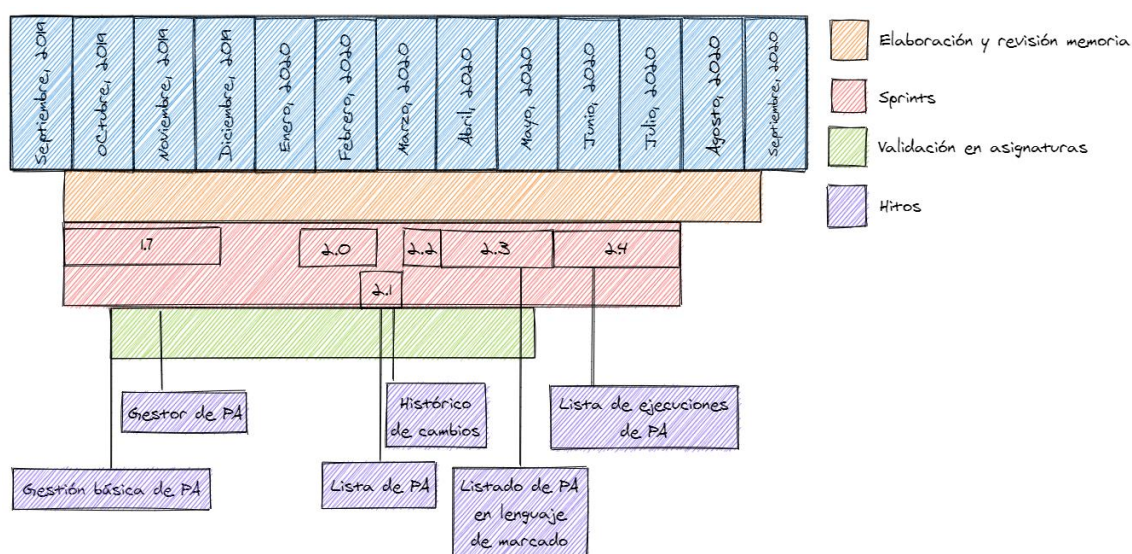 Septiembre, 2019
Octubre, 2019
Noviembre, 2019
Diciembre, 2019
Enero, 2020
Febrero, 2020
Marzo, 2020
Abril, 2020
Mayo, 2020
Junio, 2020
Julio, 2020
Agosto, 2020
Septiembre, 2020
Elaboración y revisión memoria
Sprints
Validación en asignaturas
Hitos
1.7
2.0
2.2
2.3
2.4
2.1
Gestor de PA
Histórico
de cambios
Lista de ejecuciones
de PA
Gestión básica de PA
Lista de PA
Listado de PA
en lenguaje
de marcado